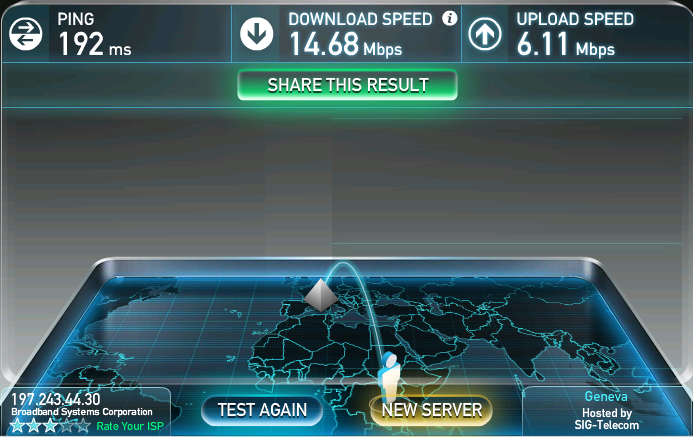 PING
192 ms
DOWNLOAD SPEED i
14.68 Mbps
UPLOAD SPEED
6.11 Mbps
SHARE THIS RESULT
197.243.44.30
Broadband Systems Corporation
Rate Your ISP
TEST AGAIN
NEW SERVER
Geneva
Hosted by
SIG-Telecom